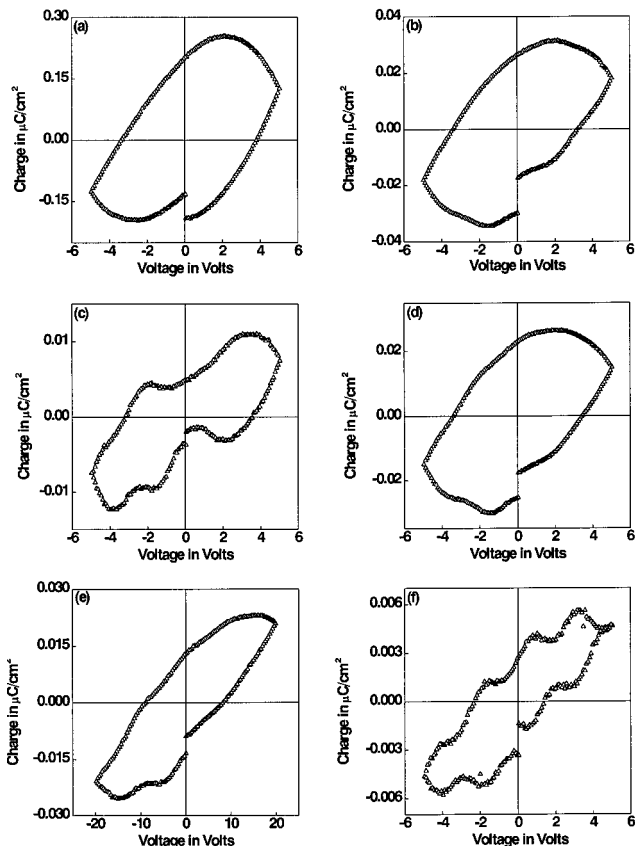 (a)
Charge in μC/cm²
0.30
0.15
0.00
-0.15
-6 -4 -2 0 2 4 6
Voltage in Volts
(b)
Charge in μC/cm²
0.04
0.02
0.00
-0.02
-0.04
-6 -4 -2 0 2 4 6
Voltage in Volts
(c)
Charge in μC/cm²
0.01
0.00
-0.01
-6 -4 -2 0 2 4 6
Voltage in Volts
(d)
Charge in μC/cm²
0.02
0.00
-0.02
-6 -4 -2 0 2 4 6
Voltage in Volts
(e)
Charge in μC/cm²
0.030
0.015
0.000
-0.015
-0.030
-20 -10 0 10 20
Voltage in Volts
(f)
Charge in μC/cm²
0.006
0.003
0.000
-0.003
-0.006
-6 -4 -2 0 2 4 6
Voltage in Volts